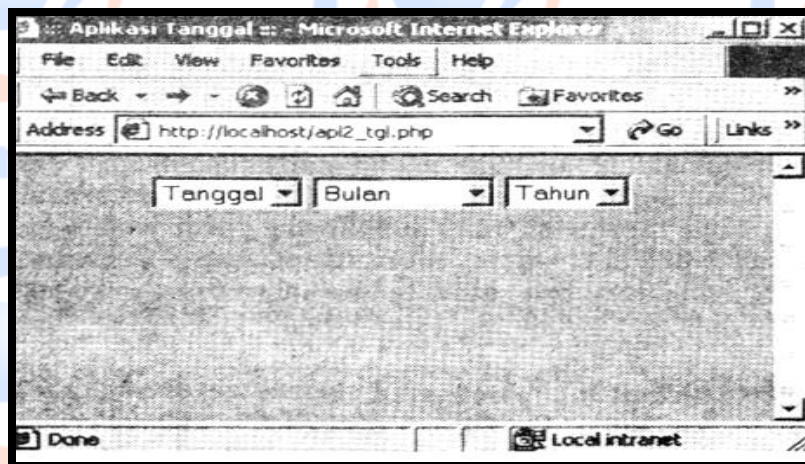 ::: Aplikasi Tanggal ::: - Microsoft Internet Explorer
File Edit View Favorites Tools Help
Back Search Favorites »
Address http://localhost/apl2_tgl.php Go Links »
Tanggal Bulan Tahun
Done Local intranet